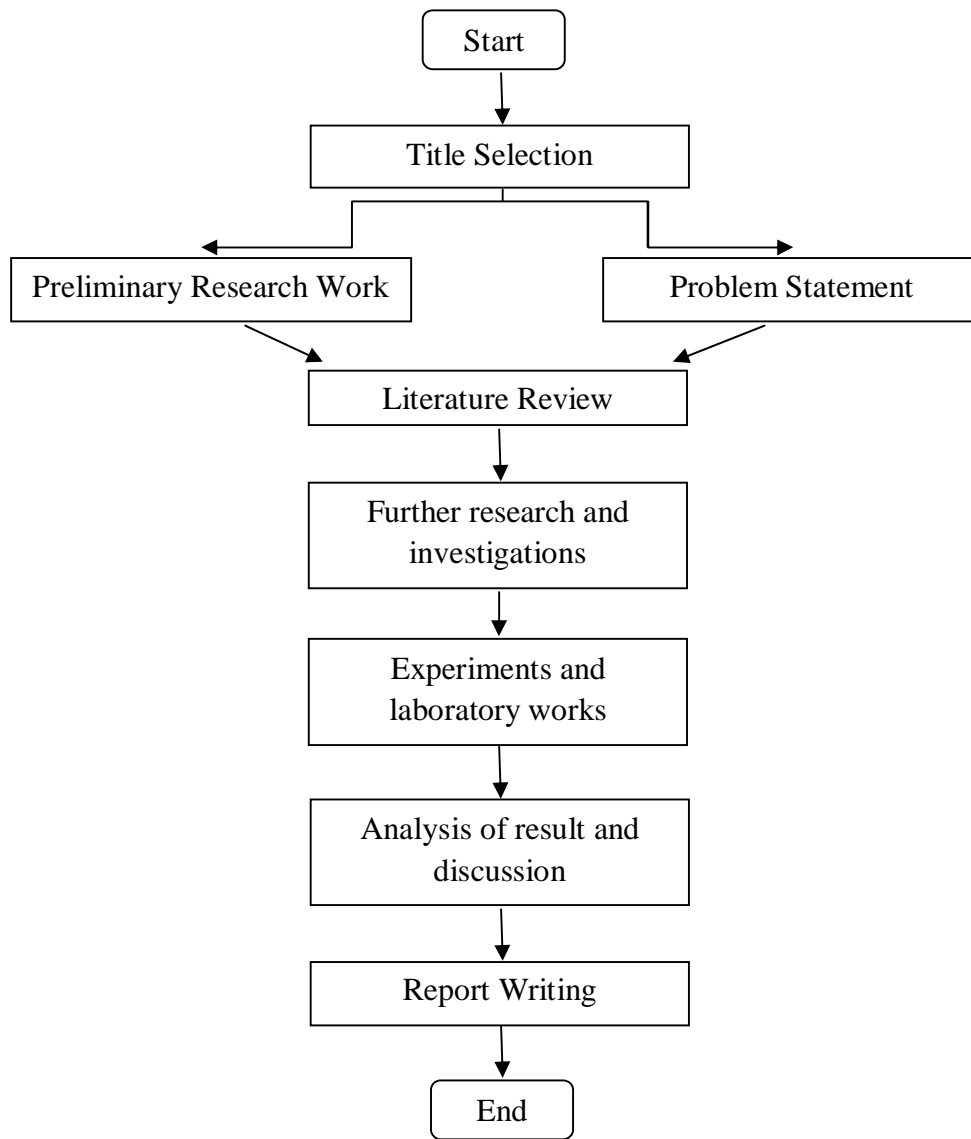 Start
Title Selection
Preliminary Research Work
Problem Statement
Literature Review
Further research and
investigations
Experiments and
laboratory works
Analysis of result and
discussion
Report Writing
End